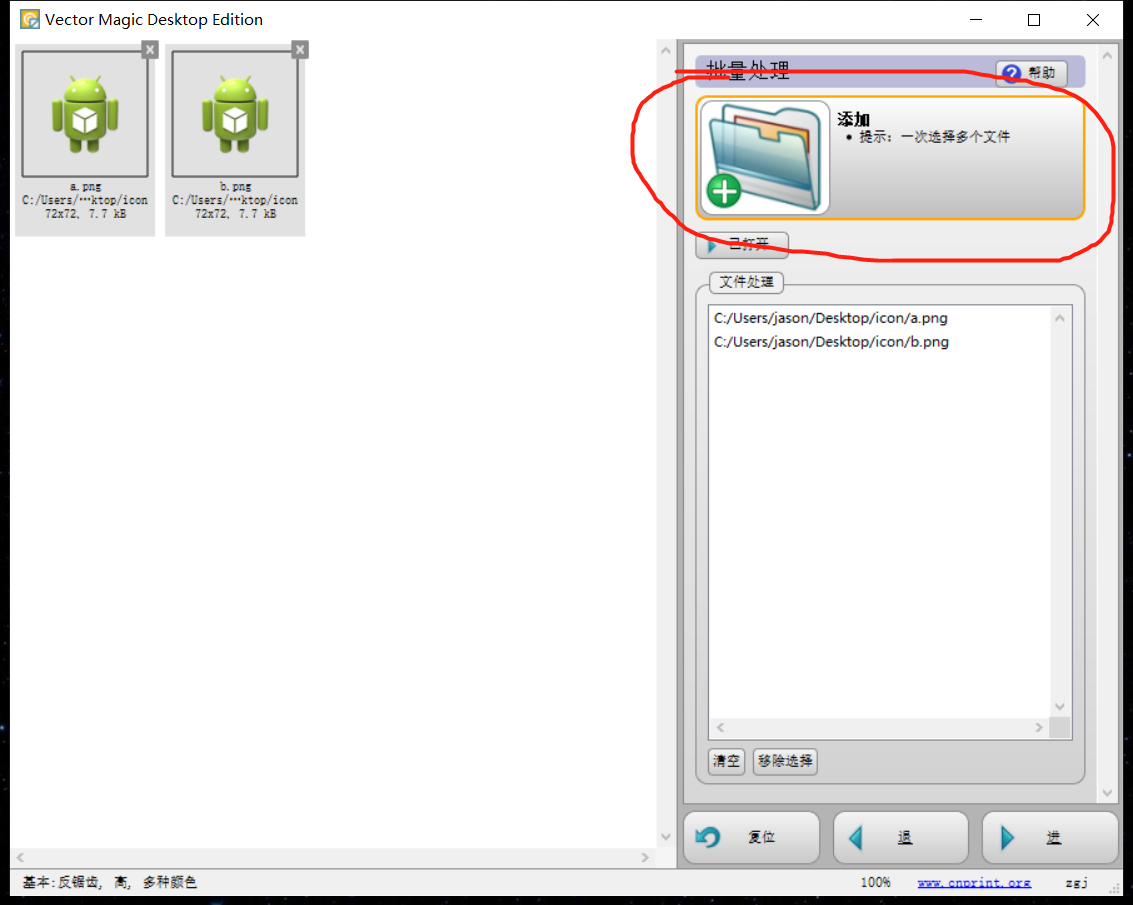 Vector Magic Desktop Edition
a.png
C:/Users/…ktop/icon
72x72, 7.7 kB
b.png
C:/Users/…ktop/icon
72x72, 7.7 kB
批量处理
帮助
添加
• 提示: 一次选择多个文件
已打开
文件处理
C:/Users/jason/Desktop/icon/a.png
C:/Users/jason/Desktop/icon/b.png
清空
移除选择
复位
退
进
基本:反锯齿, 高, 多种颜色
100%
www.cnprint.org
zgj